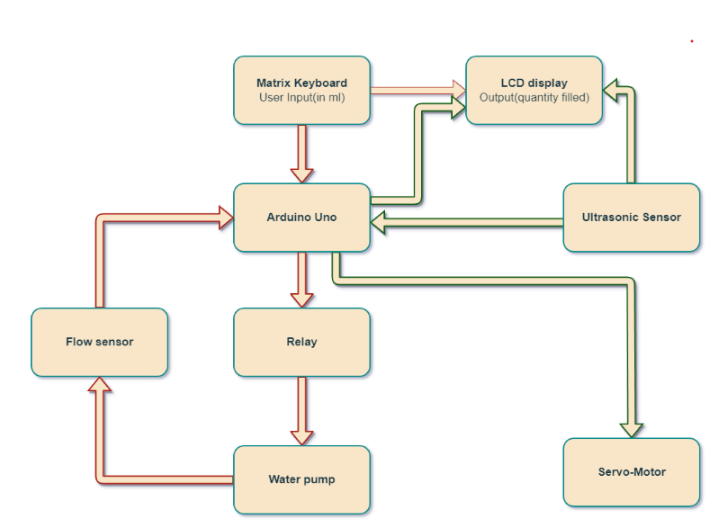 Matrix Keyboard
User Input(in ml)
LCD display
Output(quantity filled)
Arduino Uno
Ultrasonic Sensor
Flow sensor
Relay
Water pump
Servo-Motor